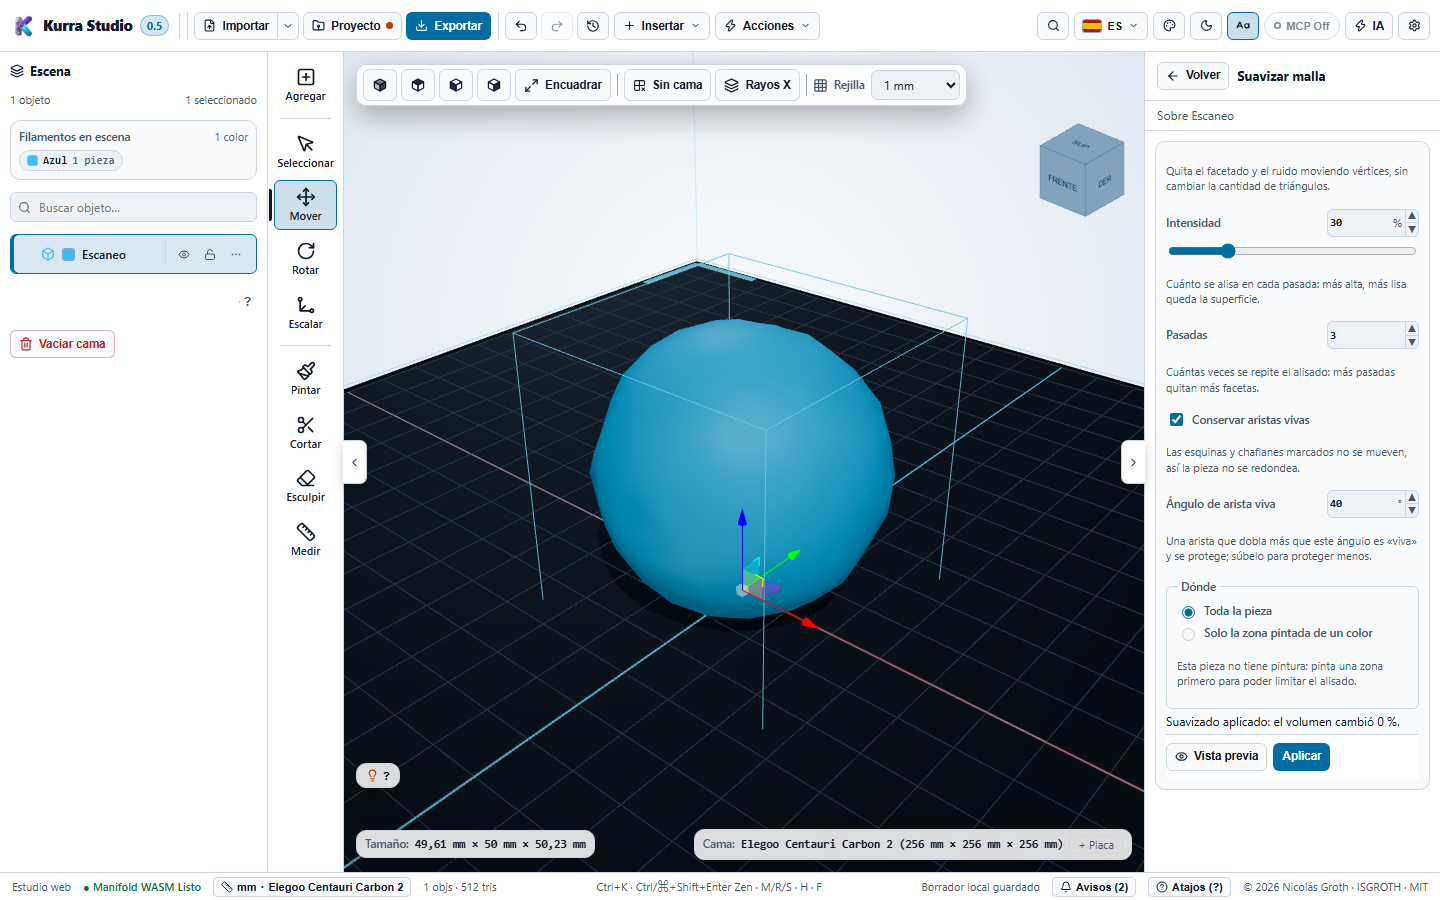 Kurra Studio 0.5
Importar
Proyecto
Exportar
Insertar
Acciones
ES
Aα
MCP Off
IA
Escena
1 objeto 1 seleccionado
Filamentos en escena 1 color
Azul 1 pieza
Buscar objeto...
Escaneo
?
Vaciar cama
Agregar
Seleccionar
Mover
Rotar
Escalar
Pintar
Cortar
Esculpir
Medir
Encuadrar
Sin cama
Rayos X
Rejilla
1 mm
SUP
FRENTE
DER
?
Tamaño: 49,61 mm × 50 mm × 50,23 mm
Cama: Elegoo Centauri Carbon 2 (256 mm × 256 mm × 256 mm)
+ Placa
Volver
Suavizar malla
Sobre Escaneo
Quita el facetado y el ruido moviendo vértices, sin
cambiar la cantidad de triángulos.
Intensidad 30 %
Cuánto se alisa en cada pasada: más alta, más lisa
queda la superficie.
Pasadas 3
Cuántas veces se repite el alisado: más pasadas
quitan más facetas.
Conservar aristas vivas
Las esquinas y chaflanes marcados no se mueven,
así la pieza no se redondea.
Ángulo de arista viva 40 °
Una arista que dobla más que este ángulo es «viva»
y se protege; súbelo para proteger menos.
Dónde
Toda la pieza
Solo la zona pintada de un color
Esta pieza no tiene pintura: pinta una zona
primero para poder limitar el alisado.
Suavizado aplicado: el volumen cambió 0 %.
Vista previa
Aplicar
Estudio web
Manifold WASM Listo
mm · Elegoo Centauri Carbon 2
1 objs · 512 tris
Ctrl+K · Ctrl/⌘+Shift+Enter Zen · M/R/S · H · F
Borrador local guardado
Avisos (2)
Atajos (?)
© 2026 Nicolás Groth · ISGROTH · MIT